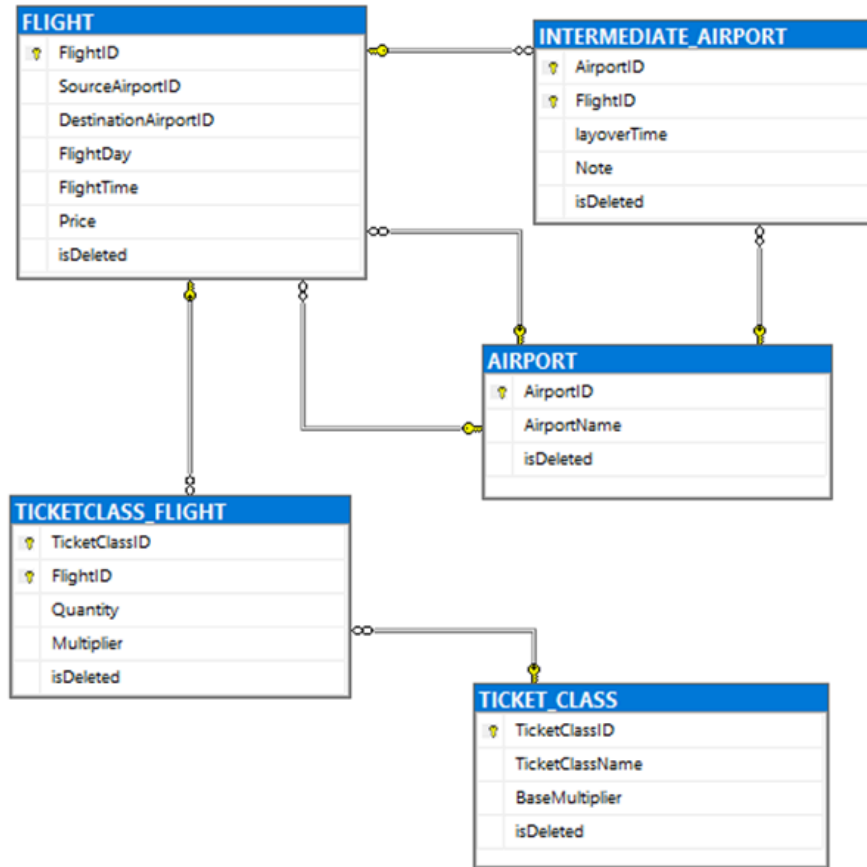 FLIGHT
FlightID
SourceAirportID
DestinationAirportID
FlightDay
FlightTime
Price
isDeleted
INTERMEDIATE_AIRPORT
AirportID
FlightID
layoverTime
Note
isDeleted
AIRPORT
AirportID
AirportName
isDeleted
TICKETCLASS_FLIGHT
TicketClassID
FlightID
Quantity
Multiplier
isDeleted
TICKET_CLASS
TicketClassID
TicketClassName
BaseMultiplier
isDeleted